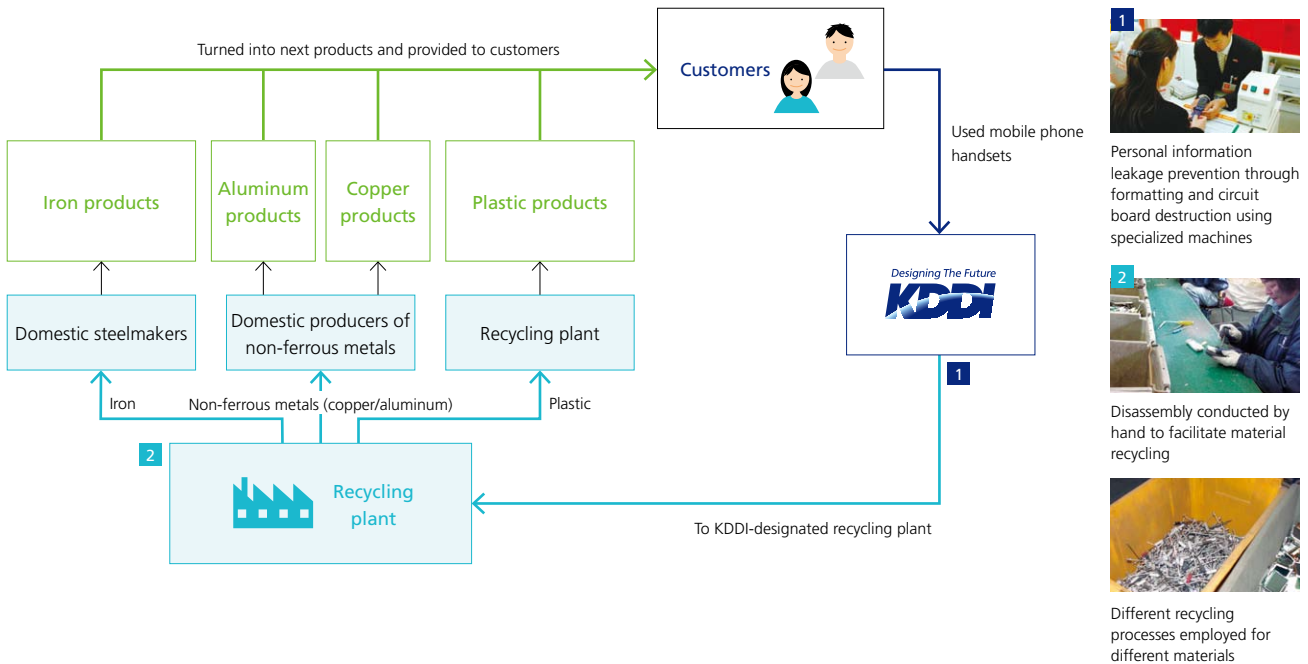 Turned into next products and provided to customers
Customers
Used mobile phone
handsets
Iron products
Aluminum
products
Copper
products
Plastic products
Designing The Future
KDDI
Domestic steelmakers
Domestic producers of
non-ferrous metals
Recycling plant
1
Iron
Non-ferrous metals (copper/aluminum)
Plastic
2
Recycling
plant
To KDDI-designated recycling plant
1
Personal information
leakage prevention through
formatting and circuit
board destruction using
specialized machines
2
Disassembly conducted by
hand to facilitate material
recycling
Different recycling
processes employed for
different materials